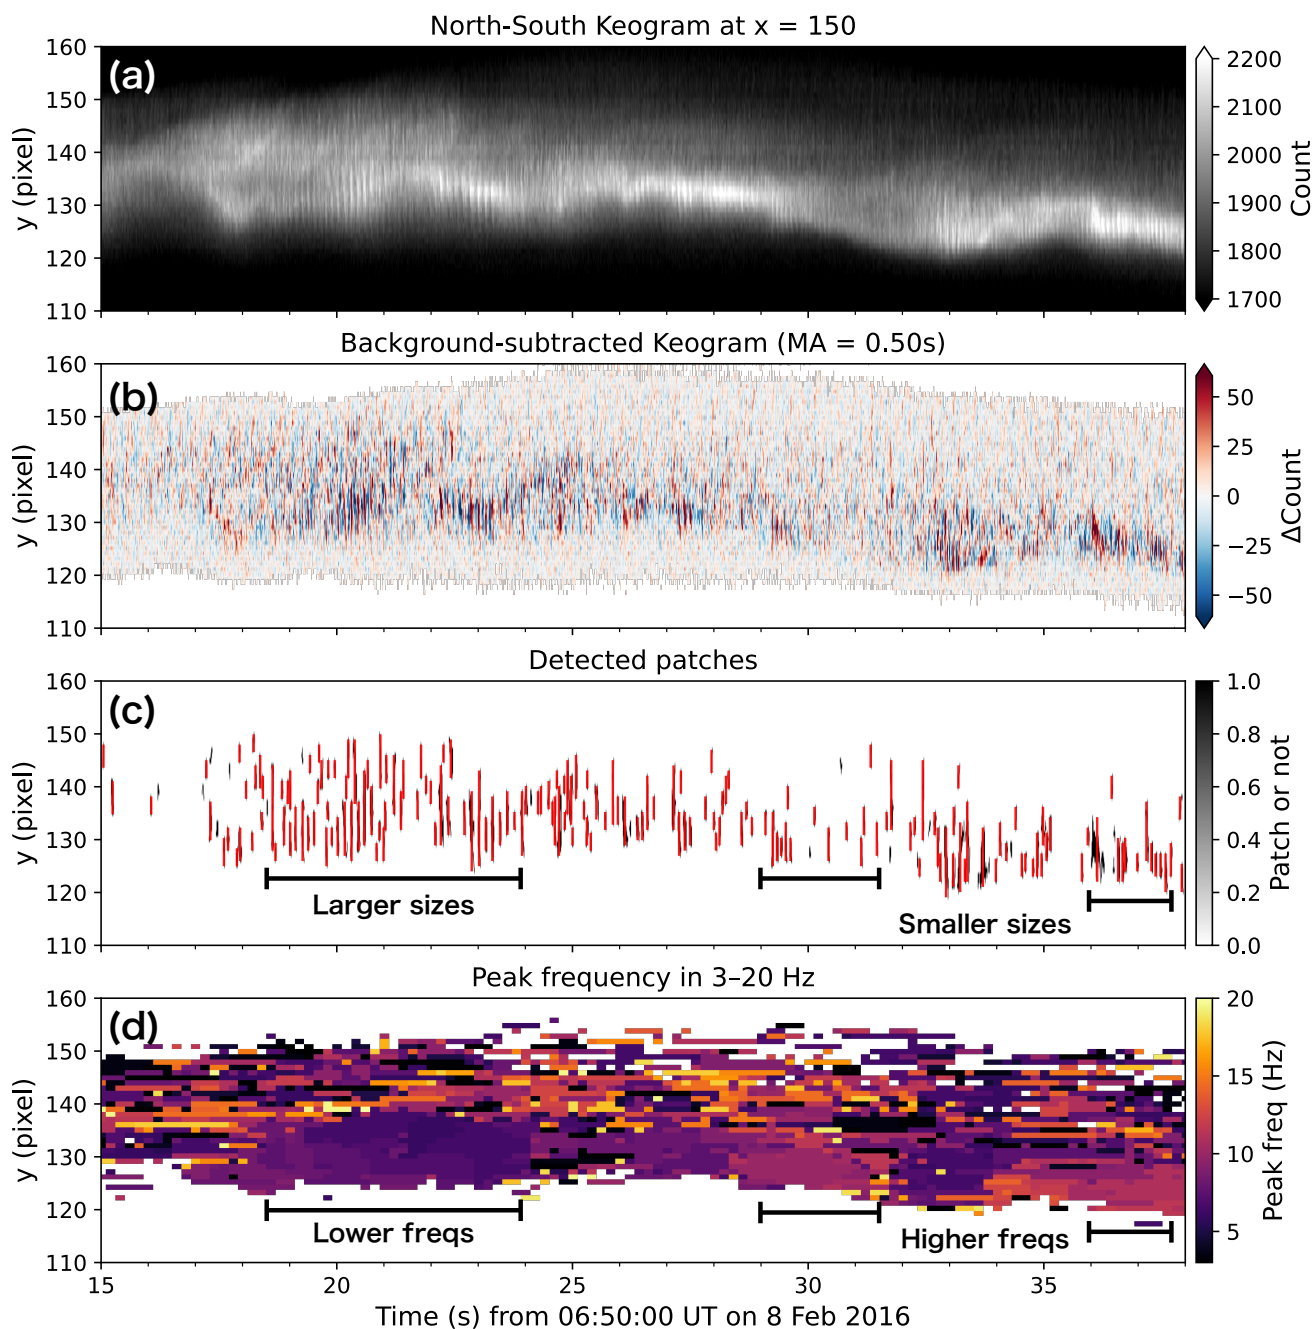 North-South Keogram at x = 150
(a)
160
150
140
130
120
110
y (pixel)
2200
2100
2000
1900
1800
1700
Count
Background-subtracted Keogram (MA = 0.50s)
(b)
160
150
140
130
120
110
y (pixel)
50
25
0
−25
−50
ΔCount
Detected patches
(c)
160
150
140
130
120
110
y (pixel)
Larger sizes
Smaller sizes
1.0
0.8
0.6
0.4
0.2
0.0
Patch or not
Peak frequency in 3–20 Hz
(d)
160
150
140
130
120
110
y (pixel)
Lower freqs
Higher freqs
20
15
10
5
Peak freq (Hz)
15 20 25 30 35
Time (s) from 06:50:00 UT on 8 Feb 2016